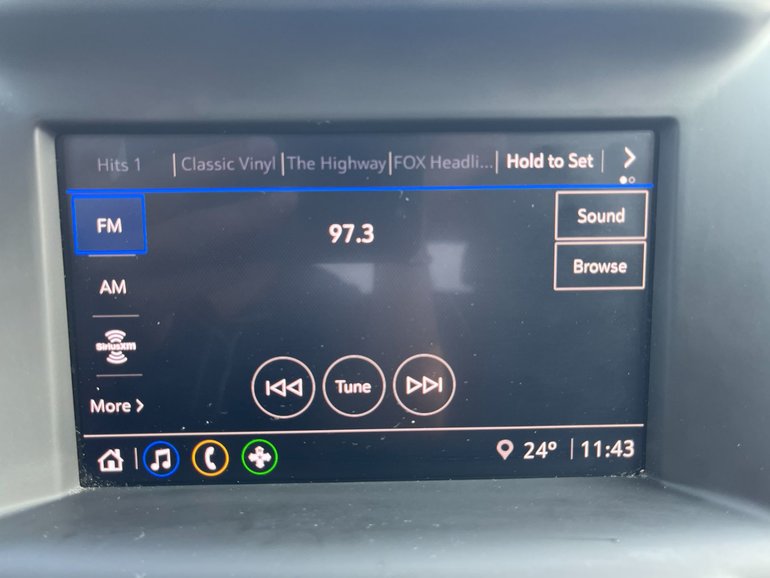 Hits 1 | Classic Vinyl | The Highway | FOX Headli... | Hold to Set | >
FM
97.3
Sound
AM
Browse
SiriusXM
Tune
More >
24° | 11:43